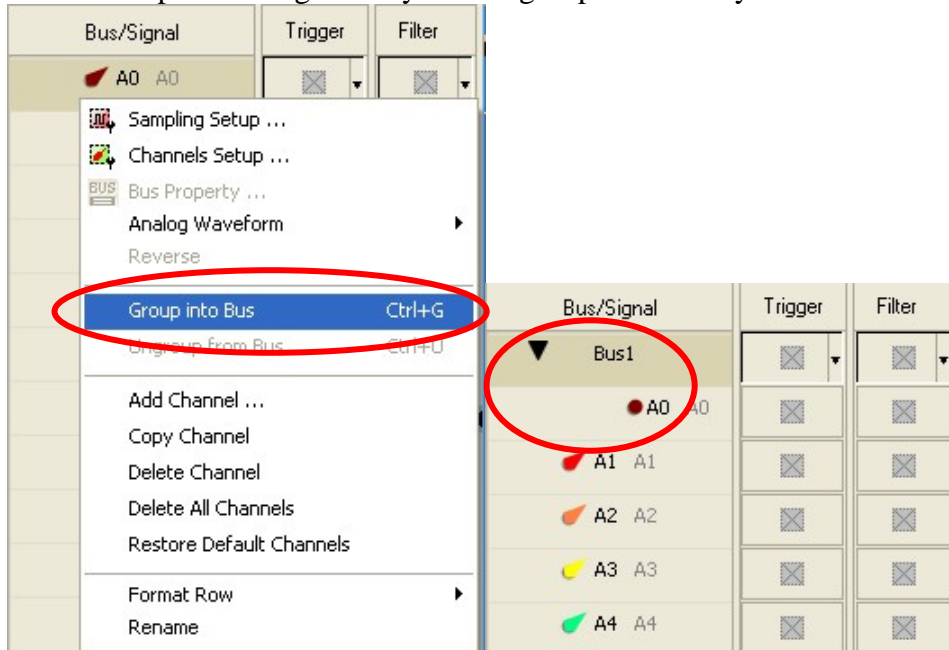 Bus/Signal Trigger Filter
A0 A0
Sampling Setup ...
Channels Setup ...
BUS Bus Property ...
Analog Waveform
Reverse
Group into Bus Ctrl+G
Ungroup from Bus Ctrl+U
Add Channel ...
Copy Channel
Delete Channel
Delete All Channels
Restore Default Channels
Format Row
Rename
Bus/Signal Trigger Filter
Bus1
A0 A0
A1 A1
A2 A2
A3 A3
A4 A4